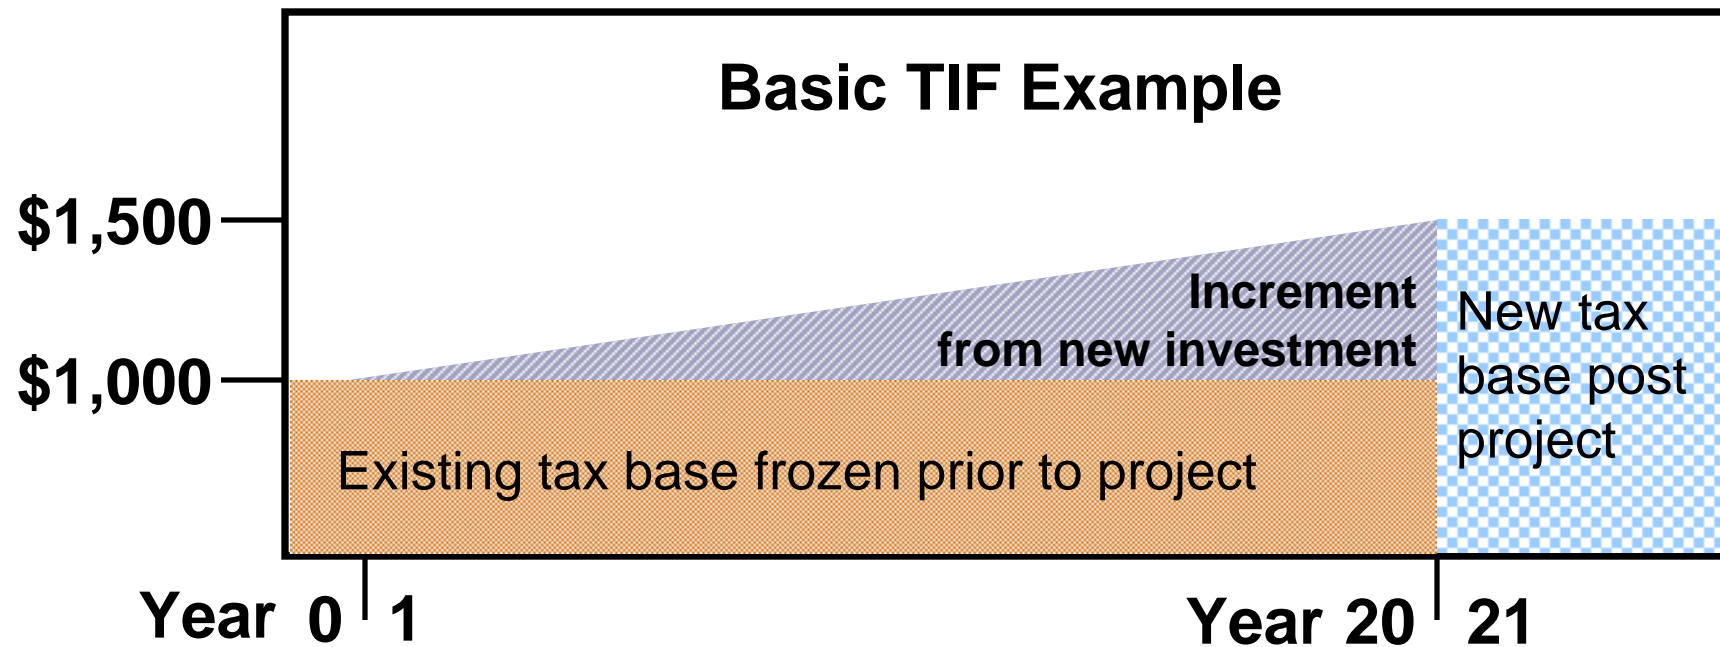 Basic TIF Example
$1,500
Increment
from new investment
New tax
base post
project
$1,000
Existing tax base frozen prior to project
Year 0 1
Year 20 21